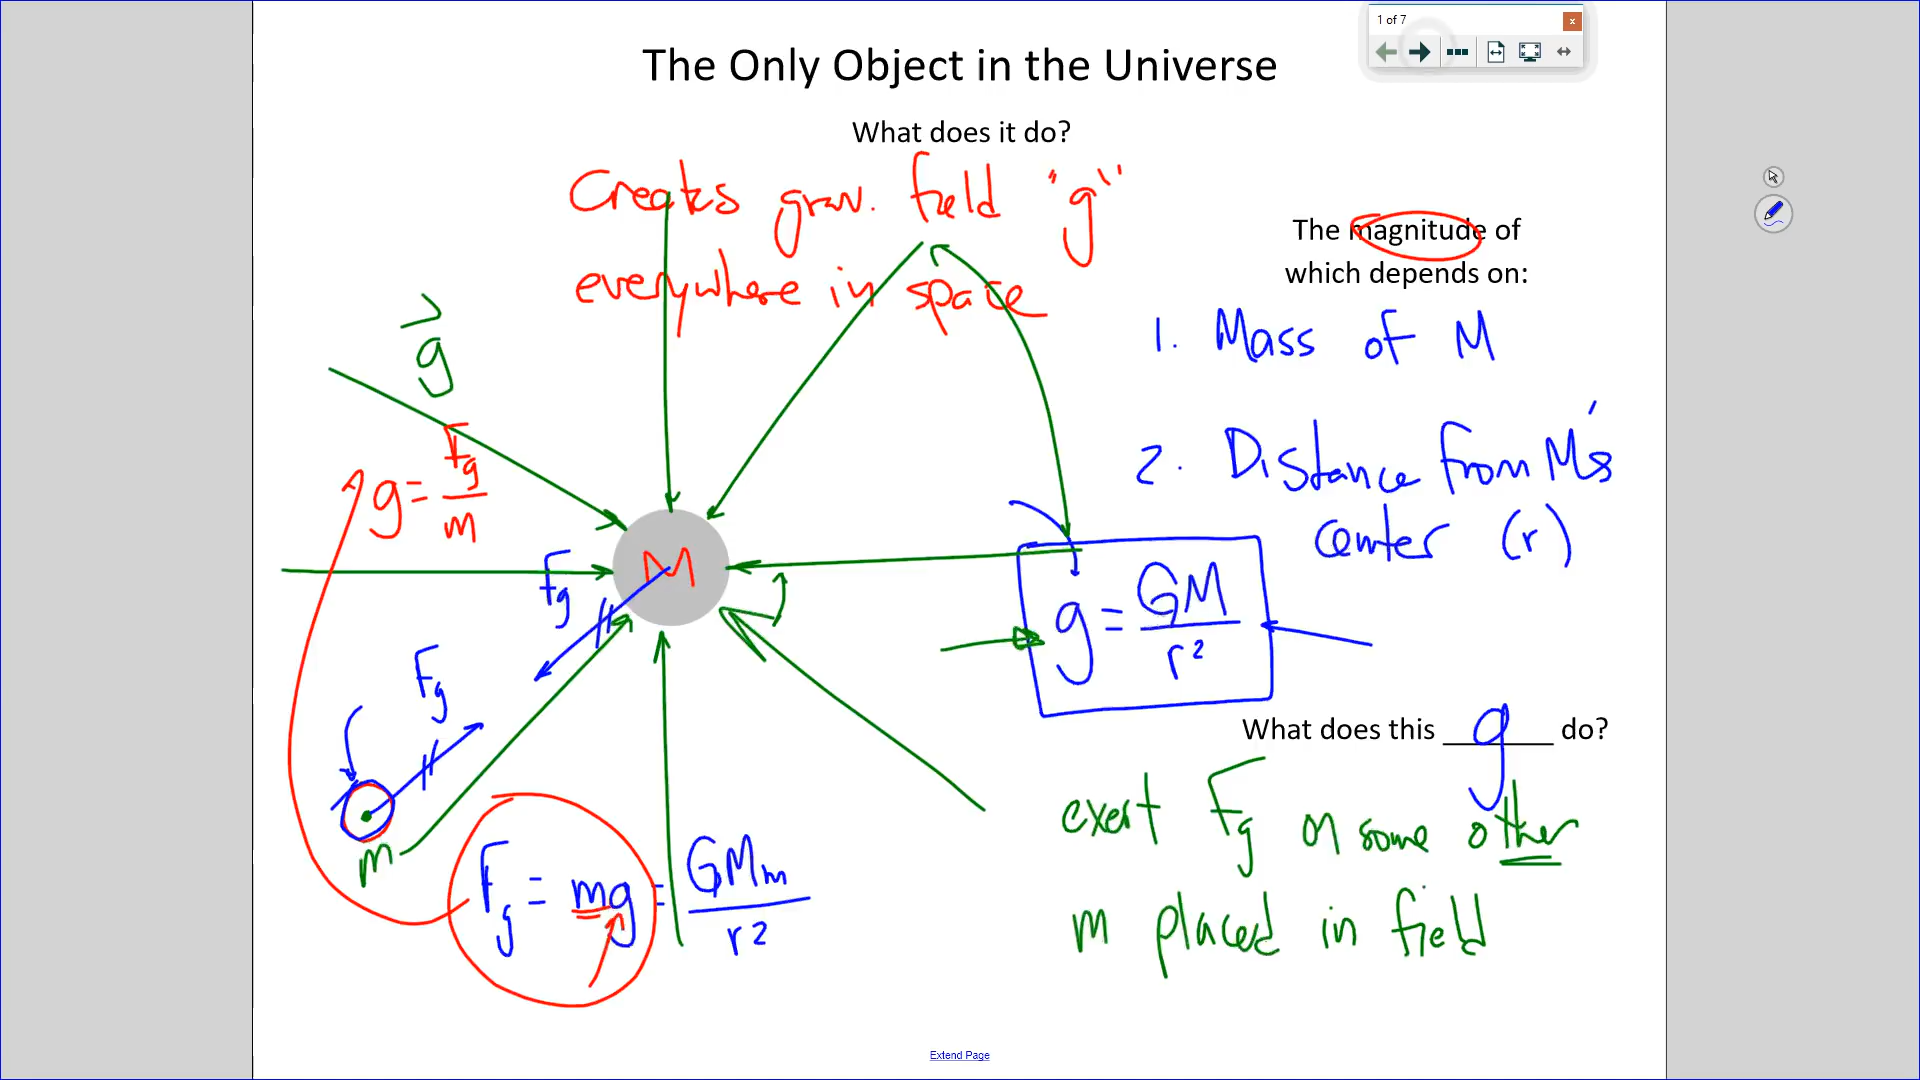 1 of 7
x
The Only Object in the Universe
What does it do?
Creates grav. field "g"
everywhere in space
The magnitude of
which depends on:
1. Mass of M
2. Distance from M's
center (r)
g
g = Fg/m
M
Fg
Fg
m
g = GM/r²
What does this g do?
exert Fg on some other
m placed in field
Fg = mg = GMm/r²
Extend Page